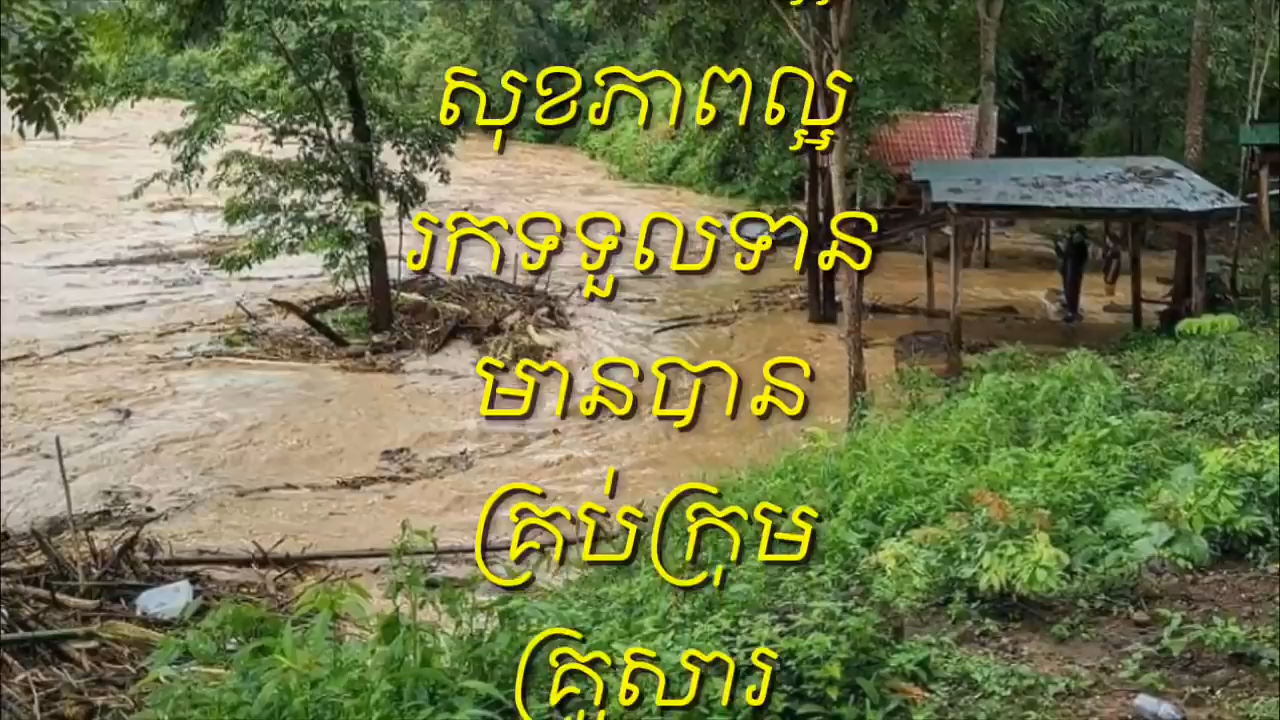 សុខភាពល្អ
រកទទួលទាន
មានបាន
គ្រប់ក្រុម
គ្រួសារ